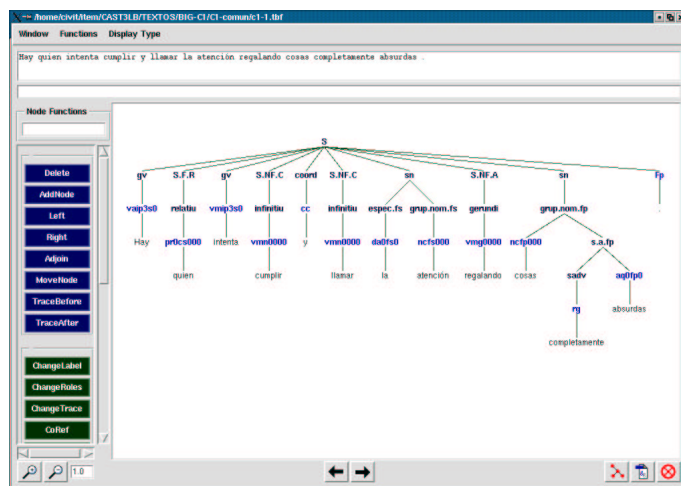 /home/civit/Item/CAST3LB/TEXTOS/BIG-C1/C1-comun/c1-1.tbf
Window Functions Display Type
Hay quien intenta cumplir y llamar la atención regalando cosas completamente absurdas .
Node Functions
Delete
AddNode
Left
Right
Adjoin
MoveNode
TraceBefore
TraceAfter
ChangeLabel
ChangeRoles
ChangeTrace
CoRef
1.0
S
gv S.F.R gv S.NF.C coord S.NF.C sn S.NF.A sn Fp
vaip3s0 relatiu vmip3s0 infinitiu cc infinitiu espec.fs grup.nom.fs gerundi grup.nom.fp .
Hay pr0cs000 intenta vmn0000 y vmn0000 da0fs0 ncfs000 vmg0000 ncfp000 s.a.fp
quien cumplir llamar la atención regalando cosas sadv aq0fp0
rg absurdas
completamente